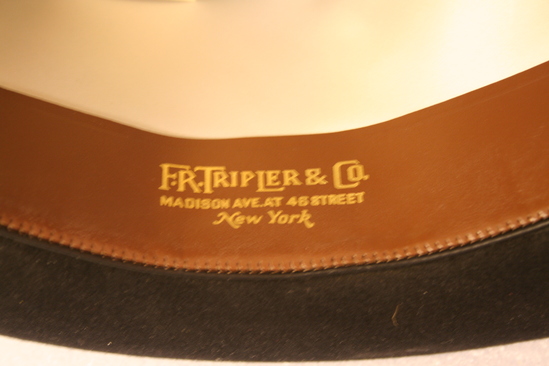 F.R. TRIPLER & CO.
MADISON AVE. AT 46 STREET
New York